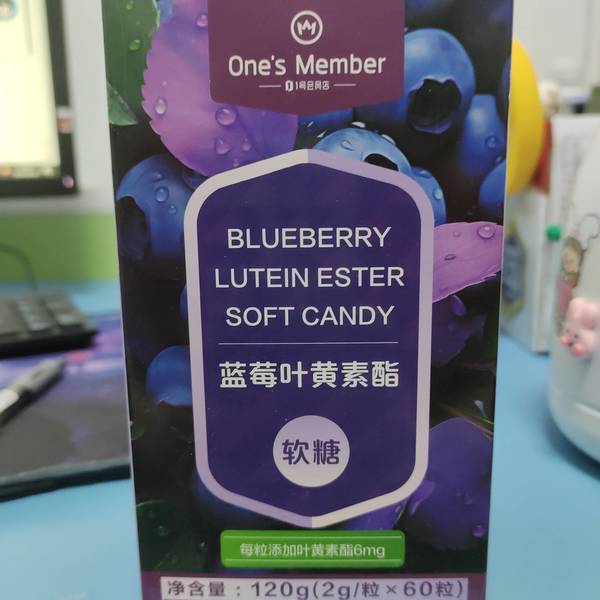 One's Member
1号会员店
BLUEBERRY
LUTEIN ESTER
SOFT CANDY
蓝莓叶黄素酯
软糖
每粒添加叶黄素酯6mg
净含量：120g(2g/粒×60粒)